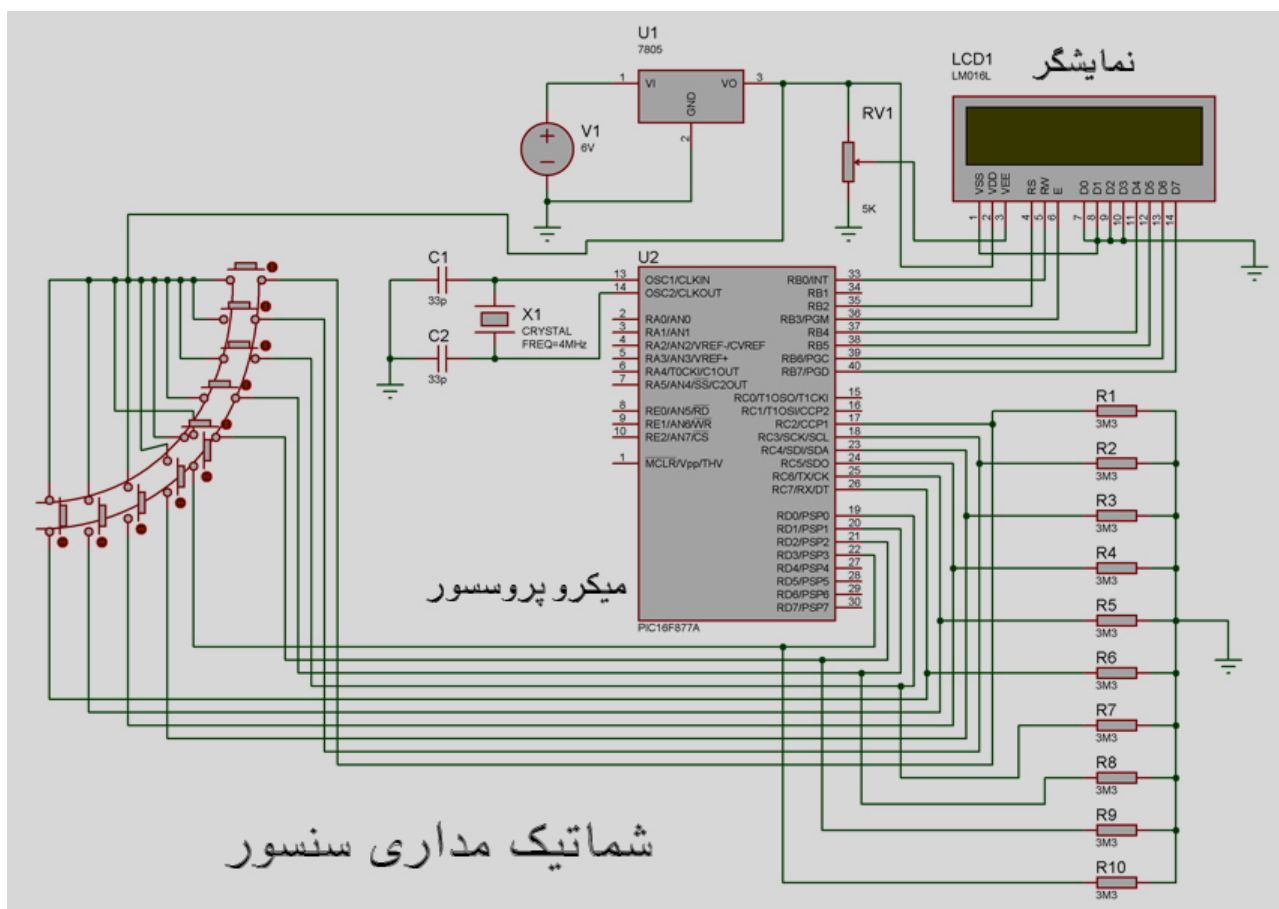 U1
7805
1
VI
VO
3
GND
2
V1
6V
RV1
5K
LCD1
LM016L
نمایشگر
VSS
VDD
VEE
RS
RW
E
D0
D1
D2
D3
D4
D5
D6
D7
1
2
3
4
5
6
7
8
9
10
11
12
13
14
C1
33p
C2
33p
X1
CRYSTAL
FREQ=4MHz
U2
13
OSC1/CLKIN
14
OSC2/CLKOUT
2
RA0/AN0
3
RA1/AN1
4
RA2/AN2/VREF-/CVREF
5
RA3/AN3/VREF+
6
RA4/T0CKI/C1OUT
7
RA5/AN4/SS/C2OUT
8
RE0/AN5/RD
9
RE1/AN6/WR
10
RE2/AN7/CS
1
MCLR/Vpp/THV
RB0/INT
33
RB1
34
RB2
35
RB3/PGM
36
RB4
37
RB5
38
RB6/PGC
39
RB7/PGD
40
RC0/T1OSO/T1CKI
15
RC1/T1OSI/CCP2
16
RC2/CCP1
17
RC3/SCK/SCL
18
RC4/SDI/SDA
23
RC5/SDO
24
RC6/TX/CK
25
RC7/RX/DT
26
RD0/PSP0
19
RD1/PSP1
20
RD2/PSP2
21
RD3/PSP3
22
RD4/PSP4
27
RD5/PSP5
28
RD6/PSP6
29
RD7/PSP7
30
PIC16F877A
میکرو پروسسور
R1
3M3
R2
3M3
R3
3M3
R4
3M3
R5
3M3
R6
3M3
R7
3M3
R8
3M3
R9
3M3
R10
3M3
شماتیک مداری سنسور